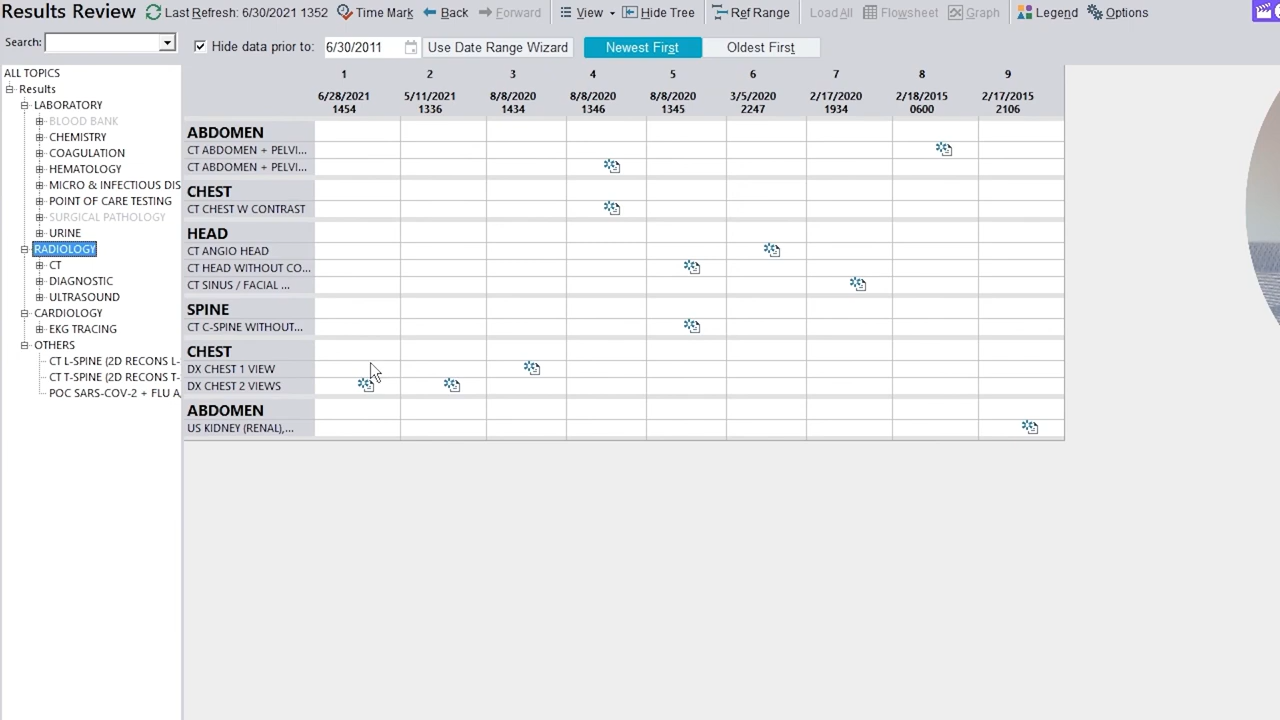 Results Review Last Refresh: 6/30/2021 1352 Time Mark Back Forward View Hide Tree Ref Range Load All Flowsheet Graph Legend Options
Search: Hide data prior to: 6/30/2011 Use Date Range Wizard Newest First Oldest First
ALL TOPICS
Results
LABORATORY
BLOOD BANK
CHEMISTRY
COAGULATION
HEMATOLOGY
MICRO & INFECTIOUS DIS
POINT OF CARE TESTING
SURGICAL PATHOLOGY
URINE
RADIOLOGY
CT
DIAGNOSTIC
ULTRASOUND
CARDIOLOGY
EKG TRACING
OTHERS
CT L-SPINE (2D RECONS L-
CT T-SPINE (2D RECONS T-
POC SARS-COV-2 + FLU A
1 2 3 4 5 6 7 8 9
6/28/2021 5/11/2021 8/8/2020 8/8/2020 8/8/2020 3/5/2020 2/17/2020 2/18/2015 2/17/2015
1454 1336 1434 1346 1345 2247 1934 0600 2106
ABDOMEN
CT ABDOMEN + PELVI...
CT ABDOMEN + PELVI...
CHEST
CT CHEST W CONTRAST
HEAD
CT ANGIO HEAD
CT HEAD WITHOUT CO...
CT SINUS / FACIAL ...
SPINE
CT C-SPINE WITHOUT...
CHEST
DX CHEST 1 VIEW
DX CHEST 2 VIEWS
ABDOMEN
US KIDNEY (RENAL),...